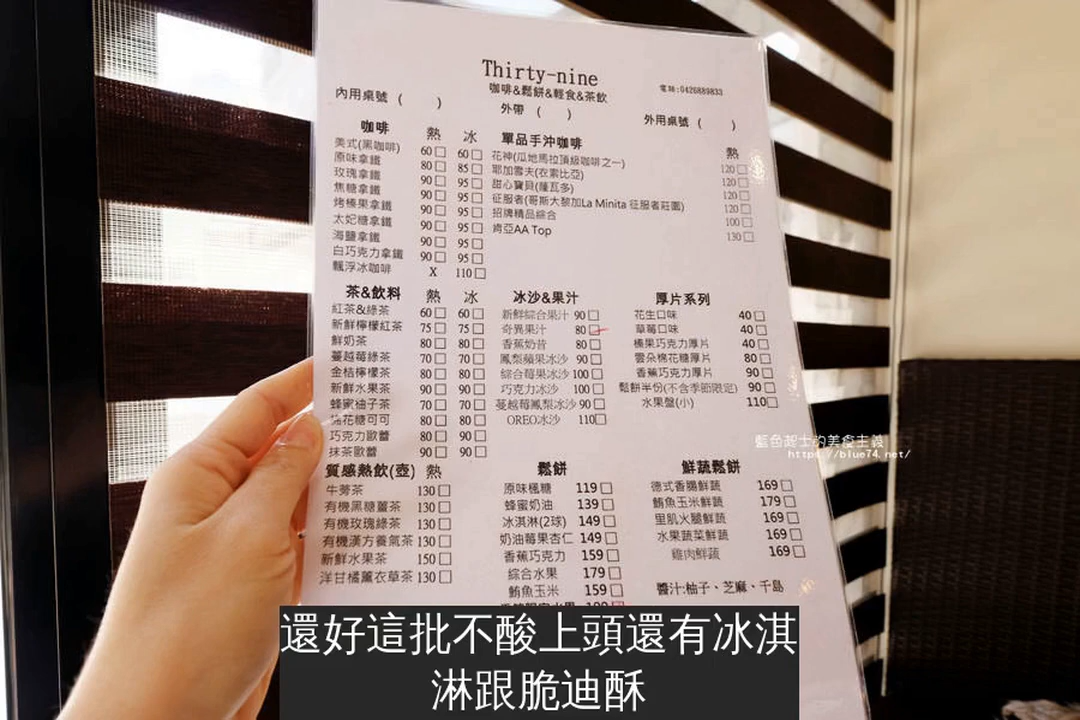 Thirty-nine
咖啡&鬆餅&輕食&茶飲
電話:0426889833
內用桌號 ( )
外帶 ( )
外用桌號 ( )
咖啡 熱 冰
美式(黑咖啡) 60□ 60□
原味拿鐵 80□ 85□
玫瑰拿鐵 90□ 95□
焦糖拿鐵 90□ 95□
烤榛果拿鐵 90□ 95□
太妃糖拿鐵 90□ 95□
海鹽拿鐵 90□ 95□
白巧克力拿鐵 90□ 95□
飄浮冰咖啡 X 110□
單品手沖咖啡 熱
花神(瓜地馬拉頂級咖啡之一) 120□
耶加雪夫(衣索比亞) 120□
甜心寶貝(薩瓦多) 120□
征服者(哥斯大黎加La Minita 征服者莊園) 120□
招牌精品綜合 100□
肯亞AA Top 130□
茶&飲料 熱 冰
紅茶&綠茶 60□ 60□
新鮮檸檬紅茶 75□ 75□
鮮奶茶 80□ 80□
蔓越莓綠茶 70□ 70□
金桔檸檬茶 80□ 80□
新鮮水果茶 90□ 90□
蜂蜜柚子茶 70□ 70□
花糖可可 80□ 80□
巧克力歐蕾 80□ 90□
抹茶歐蕾 90□ 90□
冰沙&果汁
新鮮綜合果汁 90□
奇異果汁 80□
香蕉奶昔 80□
鳳梨蘋果冰沙 90□
綜合莓果冰沙 100□
巧克力冰沙 100□
蔓越莓鳳梨冰沙 90□
OREO冰沙 110□
厚片系列
花生口味 40□
草莓口味 40□
榛果巧克力厚片 40□
雲朵棉花糖厚片 80□
香蕉巧克力厚片 90□
鬆餅半份(不含季節限定) 90□
水果盤(小) 110□
藍色起士的美食主義
https://blue74.net/
質感熱飲(壺) 熱
牛蒡茶 130□
有機黑糖薑茶 130□
有機玫瑰綠茶 130□
有機漢方養氣茶 130□
新鮮水果茶 150□
洋甘橘薰衣草茶 130□
鬆餅
原味楓糖 119□
蜂蜜奶油 139□
冰淇淋(2球) 149□
奶油莓果杏仁 149□
香蕉巧克力 159□
綜合水果 179□
鮪魚玉米 159□
鮮蔬鬆餅
德式香腸鮮蔬 169□
鮪魚玉米鮮蔬 179□
里肌火腿鮮蔬 169□
水果蔬菜鮮蔬 169□
雞肉鮮蔬 169□
醬汁:柚子、芝麻、千島
還好這批不酸上頭還有冰淇
淋跟脆迪酥